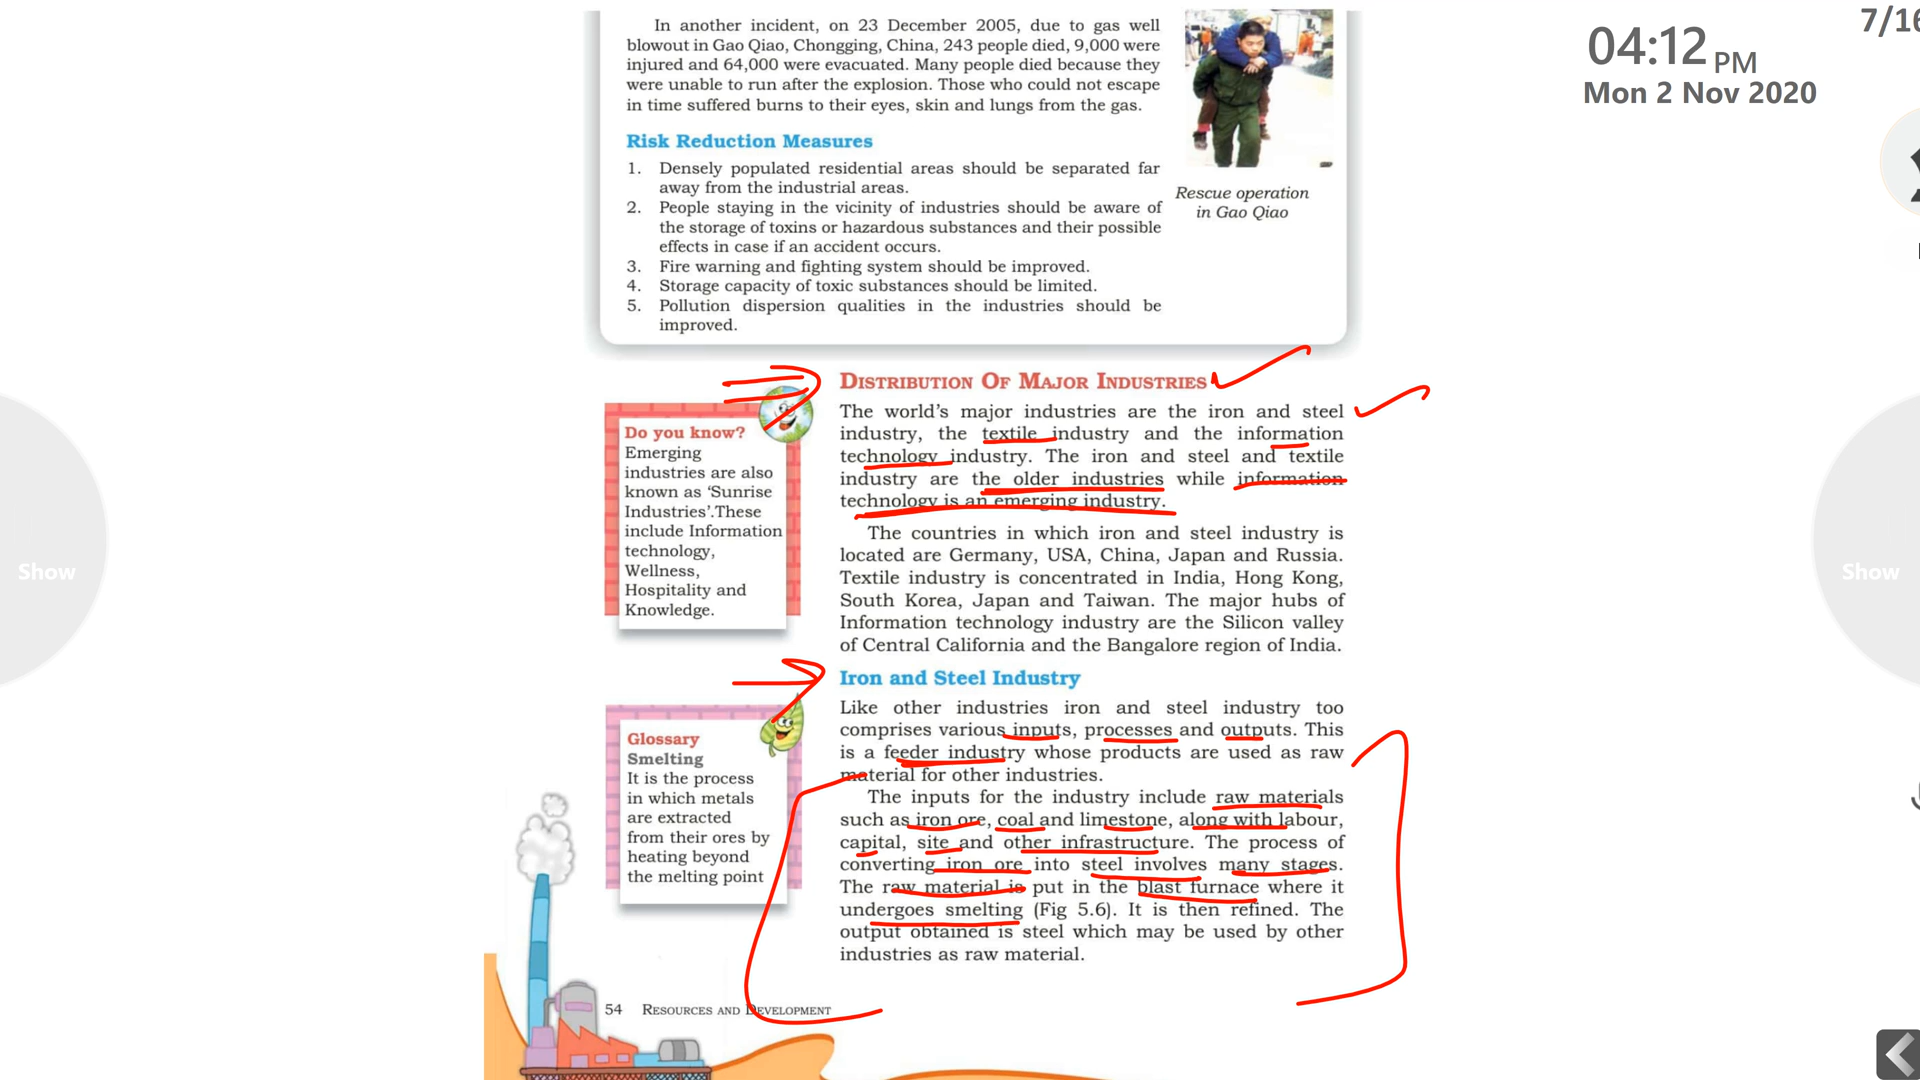 In another incident, on 23 December 2005, due to gas well
blowout in Gao Qiao, Chongging, China, 243 people died, 9,000 were
injured and 64,000 were evacuated. Many people died because they
were unable to run after the explosion. Those who could not escape
in time suffered burns to their eyes, skin and lungs from the gas.
Risk Reduction Measures
1. Densely populated residential areas should be separated far
away from the industrial areas.
2. People staying in the vicinity of industries should be aware of
the storage of toxins or hazardous substances and their possible
effects in case if an accident occurs.
3. Fire warning and fighting system should be improved.
4. Storage capacity of toxic substances should be limited.
5. Pollution dispersion qualities in the industries should be
improved.
Rescue operation
in Gao Qiao
04:12 PM
Mon 2 Nov 2020
7/16
Show
Show
Do you know?
Emerging
industries are also
known as ‘Sunrise
Industries’.These
include Information
technology,
Wellness,
Hospitality and
Knowledge.
DISTRIBUTION OF MAJOR INDUSTRIES
The world’s major industries are the iron and steel
industry, the textile industry and the information
technology industry. The iron and steel and textile
industry are the older industries while information
technology is an emerging industry.
The countries in which iron and steel industry is
located are Germany, USA, China, Japan and Russia.
Textile industry is concentrated in India, Hong Kong,
South Korea, Japan and Taiwan. The major hubs of
Information technology industry are the Silicon valley
of Central California and the Bangalore region of India.
Iron and Steel Industry
Like other industries iron and steel industry too
comprises various inputs, processes and outputs. This
is a feeder industry whose products are used as raw
material for other industries.
The inputs for the industry include raw materials
such as iron ore, coal and limestone, along with labour,
capital, site and other infrastructure. The process of
converting iron ore into steel involves many stages.
The raw material is put in the blast furnace where it
undergoes smelting (Fig 5.6). It is then refined. The
output obtained is steel which may be used by other
industries as raw material.
Glossary
Smelting
It is the process
in which metals
are extracted
from their ores by
heating beyond
the melting point
54 RESOURCES AND DEVELOPMENT